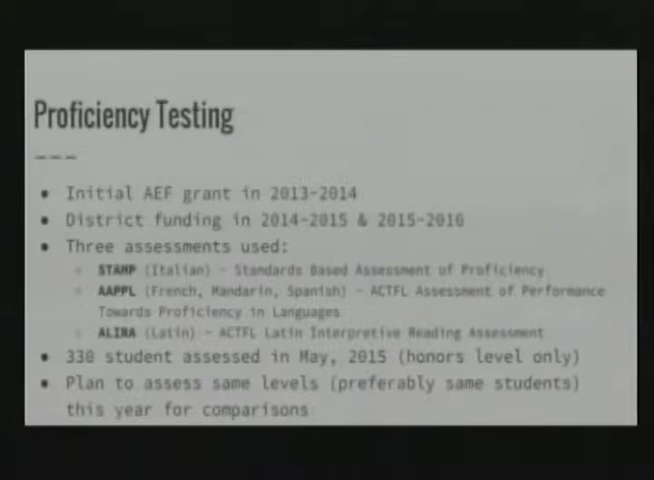 Proficiency Testing
---
● Initial AEF grant in 2013-2014
● District funding in 2014-2015 & 2015-2016
● Three assessments used:
○ STAMP (Italian) - Standards Based Assessment of Proficiency
○ AAPPL (French, Mandarin, Spanish) - ACTFL Assessment of Performance
Towards Proficiency in Languages
○ ALIRA (Latin) - ACTFL Latin Interpretive Reading Assessment
● 330 student assessed in May, 2015 (honors level only)
● Plan to assess same levels (preferably same students)
this year for comparisons